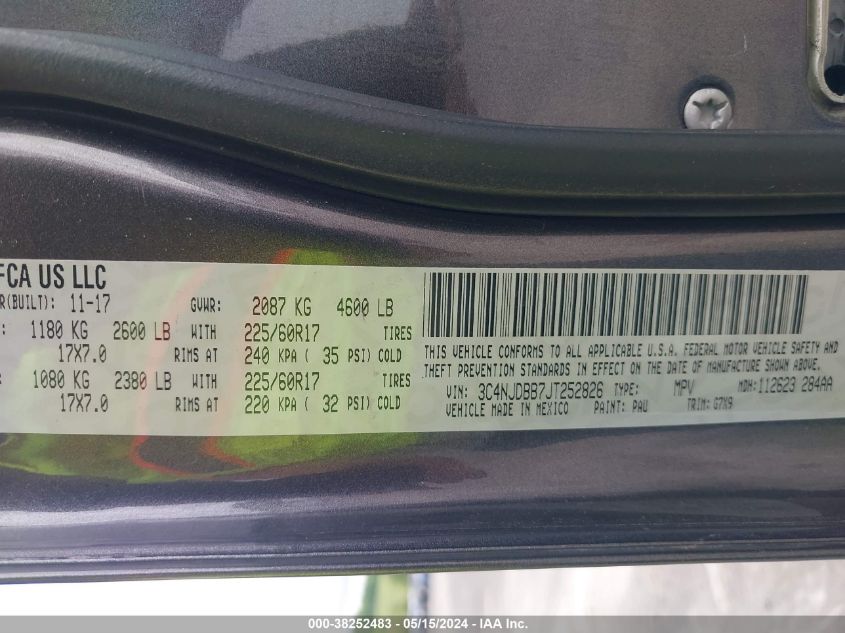 FCA US LLC
R(BUILT): 11-17 GVWR: 2087 KG 4600 LB
: 1180 KG 2600 LB WITH 225/60R17 TIRES
17X7.0 RIMS AT 240 KPA ( 35 PSI) COLD
: 1080 KG 2380 LB WITH 225/60R17 TIRES
17X7.0 RIMS AT 220 KPA ( 32 PSI) COLD
THIS VEHICLE CONFORMS TO ALL APPLICABLE U.S.A. FEDERAL MOTOR VEHICLE SAFETY AND
THEFT PREVENTION STANDARDS IN EFFECT ON THE DATE OF MANUFACTURE SHOWN ABOVE.
VIN: 3C4NJDBB7JT252826 TYPE: MPV MDH:112623 284AA
VEHICLE MADE IN MEXICO PAINT: PAU TRIM: G7X9
000-38252483 - 05/15/2024 - IAAI.com